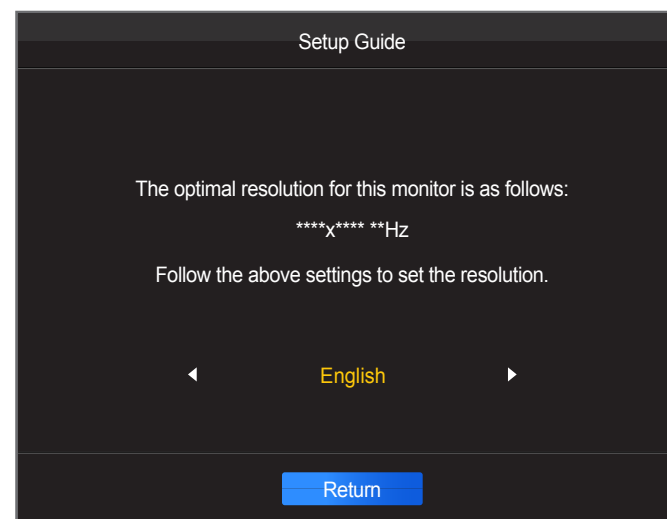 Setup Guide
The optimal resolution for this monitor is as follows:
****x**** **Hz
Follow the above settings to set the resolution.
English
Return